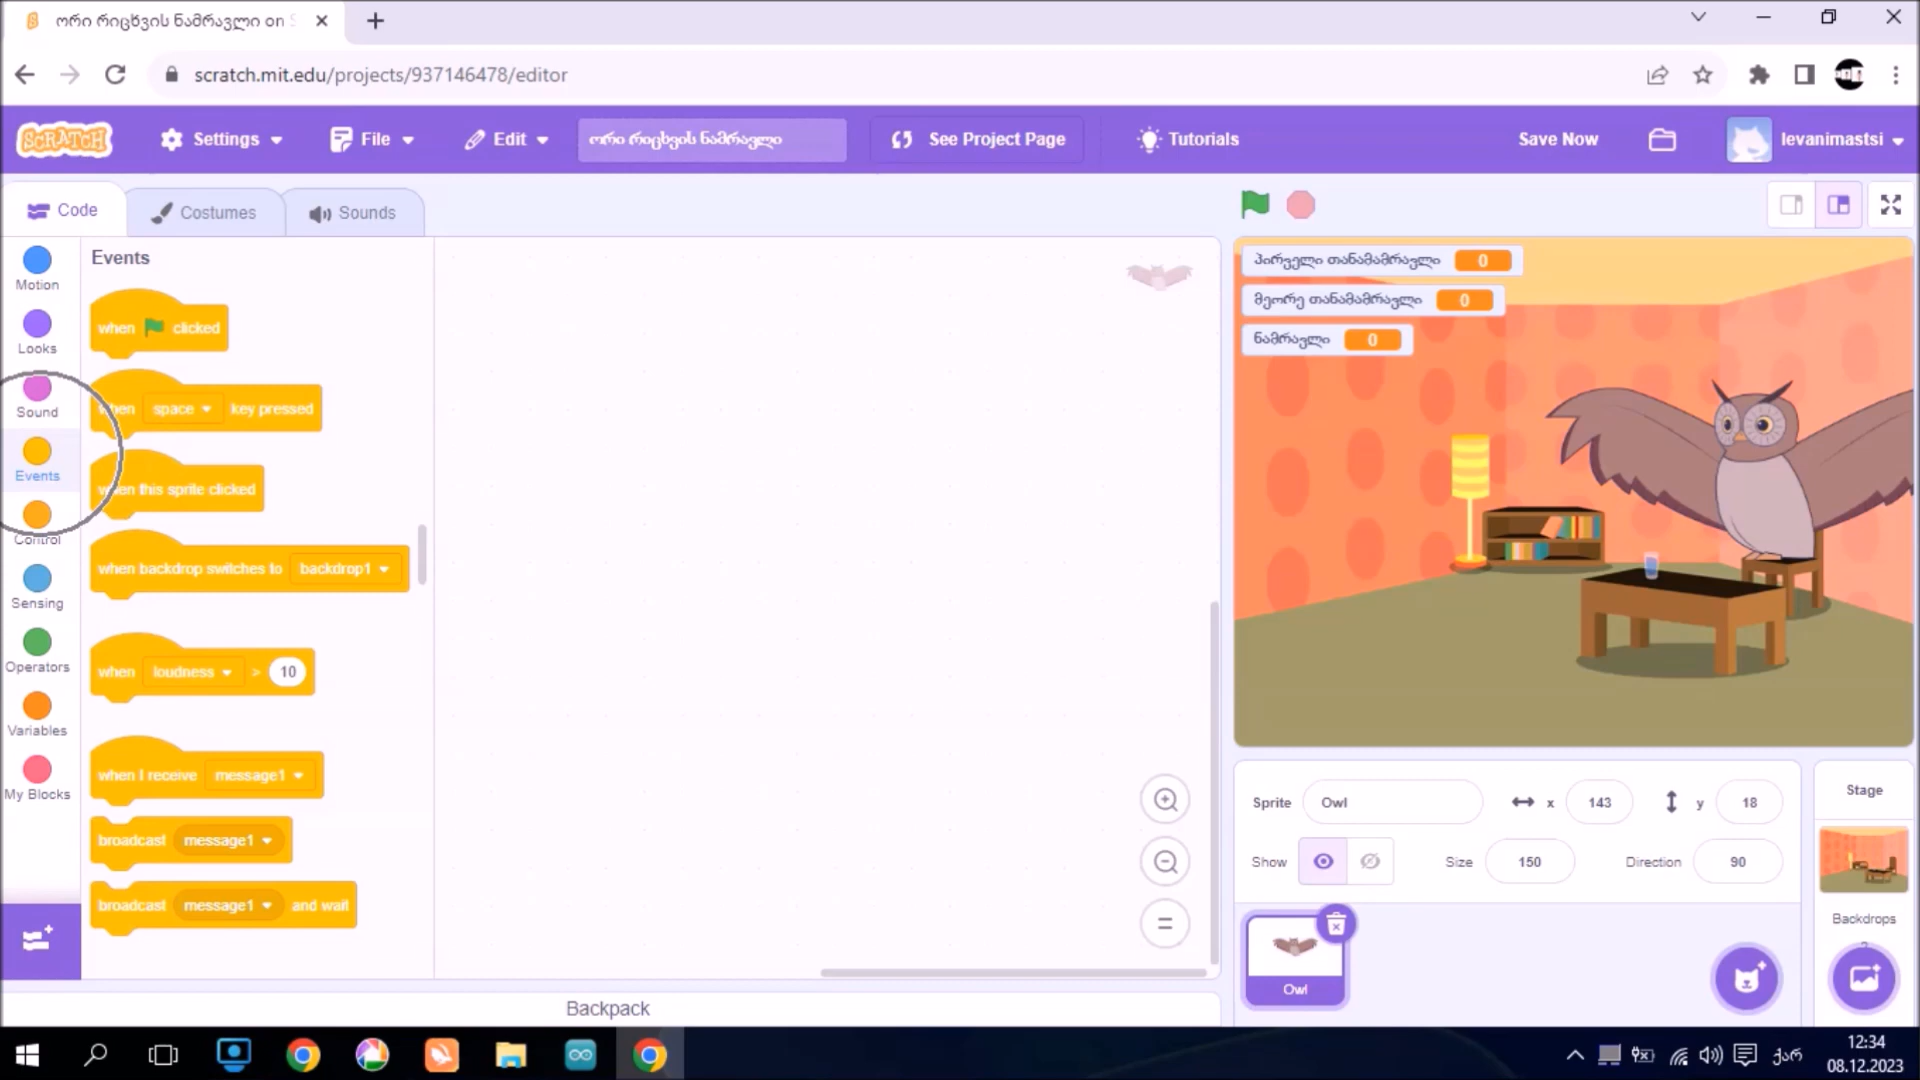 ორი რიცხვის ნამრავლი on S
scratch.mit.edu/projects/937146478/editor
SCRATCH
Settings
File
Edit
ორი რიცხვის ნამრავლი
See Project Page
Tutorials
Save Now
levanimastsi
Code
Costumes
Sounds
Motion
Looks
Sound
Events
Control
Sensing
Operators
Variables
My Blocks
Events
when clicked
when space key pressed
when this sprite clicked
when backdrop switches to backdrop1
when loudness > 10
when I receive message1
broadcast message1
broadcast message1 and wait
პირველი თანამამრავლი 0
მეორე თანამამრავლი 0
ნამრავლი 0
Sprite Owl x 143 y 18
Show Size 150 Direction 90
Owl
Stage
Backdrops
2
Backpack
ქარ
12:34
08.12.2023